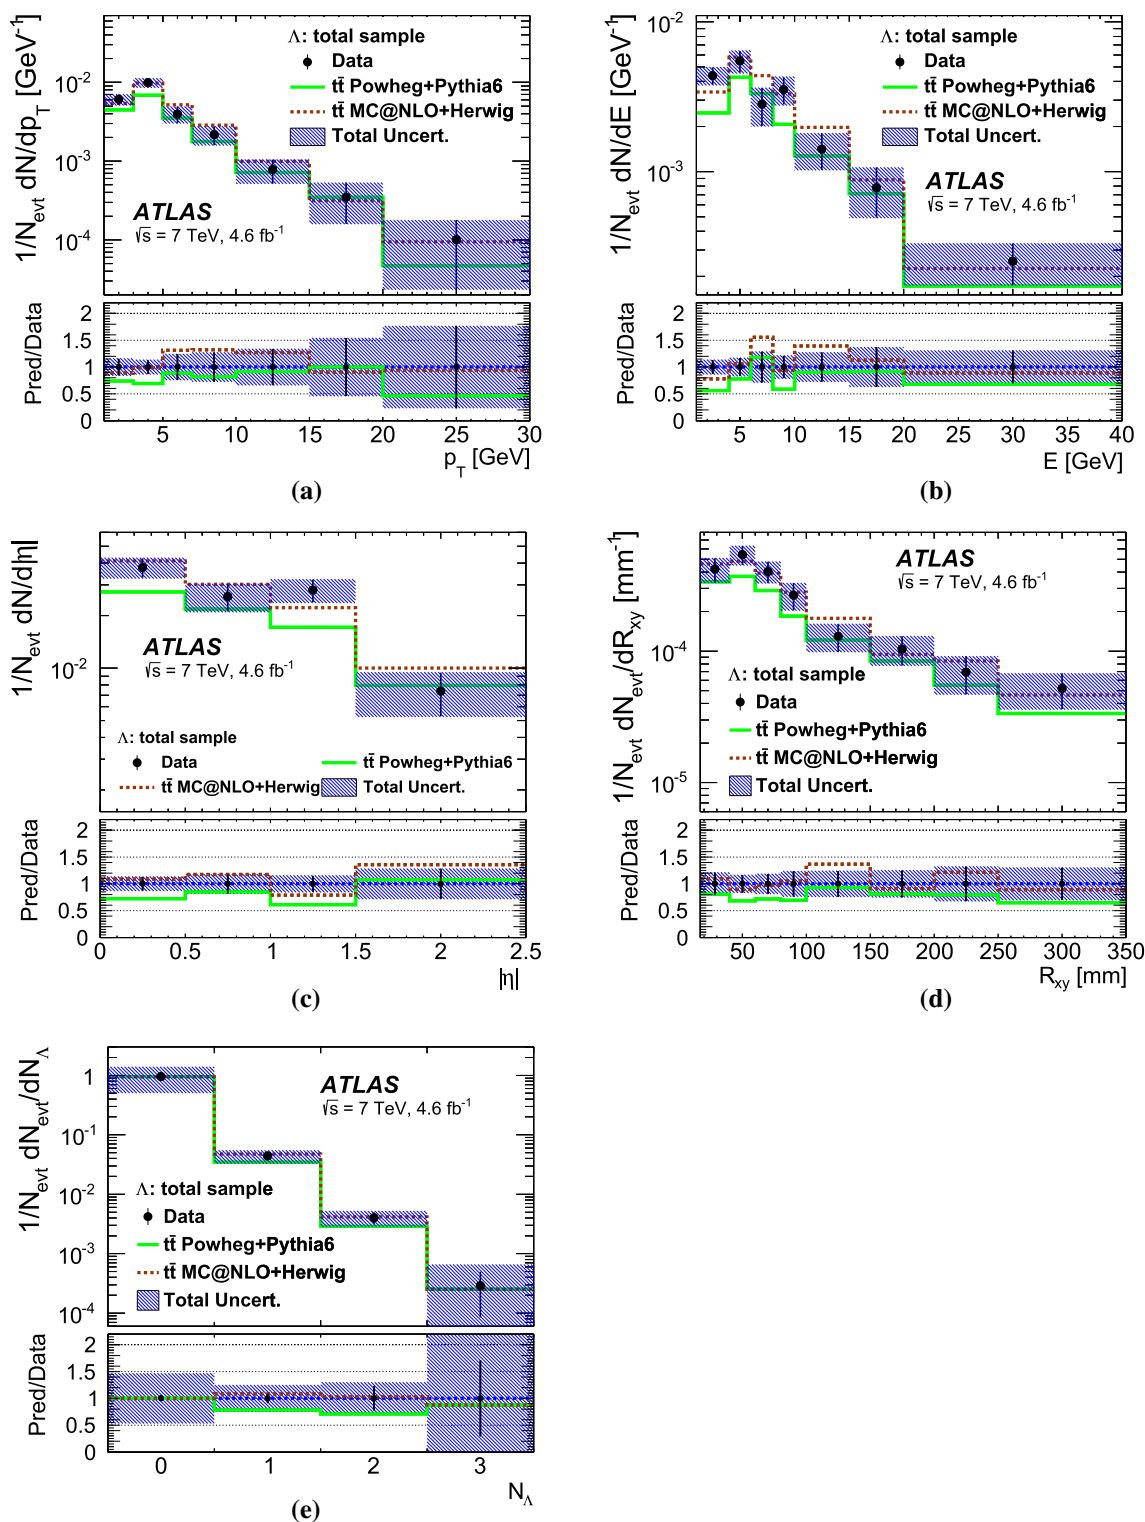 1/N_evt dN/dp_T [GeV⁻¹]
Λ: total sample
Data
tt̄ Powheg+Pythia6
tt̄ MC@NLO+Herwig
Total Uncert.
10⁻²
10⁻³
10⁻⁴
ATLAS
√s = 7 TeV, 4.6 fb⁻¹
Pred/Data
2
1.5
1
0.5
0
5 10 15 20 25 30
p_T [GeV]
(a)
1/N_evt dN/dE [GeV⁻¹]
Λ: total sample
Data
tt̄ Powheg+Pythia6
tt̄ MC@NLO+Herwig
Total Uncert.
10⁻²
10⁻³
ATLAS
√s = 7 TeV, 4.6 fb⁻¹
Pred/Data
2
1.5
1
0.5
0
5 10 15 20 25 30 35 40
E [GeV]
(b)
1/N_evt dN/d|η|
10⁻²
ATLAS
√s = 7 TeV, 4.6 fb⁻¹
Λ: total sample
Data
tt̄ Powheg+Pythia6
tt̄ MC@NLO+Herwig
Total Uncert.
Pred/Data
2
1.5
1
0.5
0
0 0.5 1 1.5 2 2.5
|η|
(c)
1/N_evt dN_evt/dR_xy [mm⁻¹]
ATLAS
√s = 7 TeV, 4.6 fb⁻¹
10⁻⁴
10⁻⁵
Λ: total sample
Data
tt̄ Powheg+Pythia6
tt̄ MC@NLO+Herwig
Total Uncert.
Pred/Data
2
1.5
1
0.5
0
50 100 150 200 250 300 350
R_xy [mm]
(d)
1/N_evt dN_evt/dN_Λ
1
10⁻¹
10⁻²
10⁻³
10⁻⁴
ATLAS
√s = 7 TeV, 4.6 fb⁻¹
Λ: total sample
Data
tt̄ Powheg+Pythia6
tt̄ MC@NLO+Herwig
Total Uncert.
Pred/Data
2
1.5
1
0.5
0
0 1 2 3
N_Λ
(e)